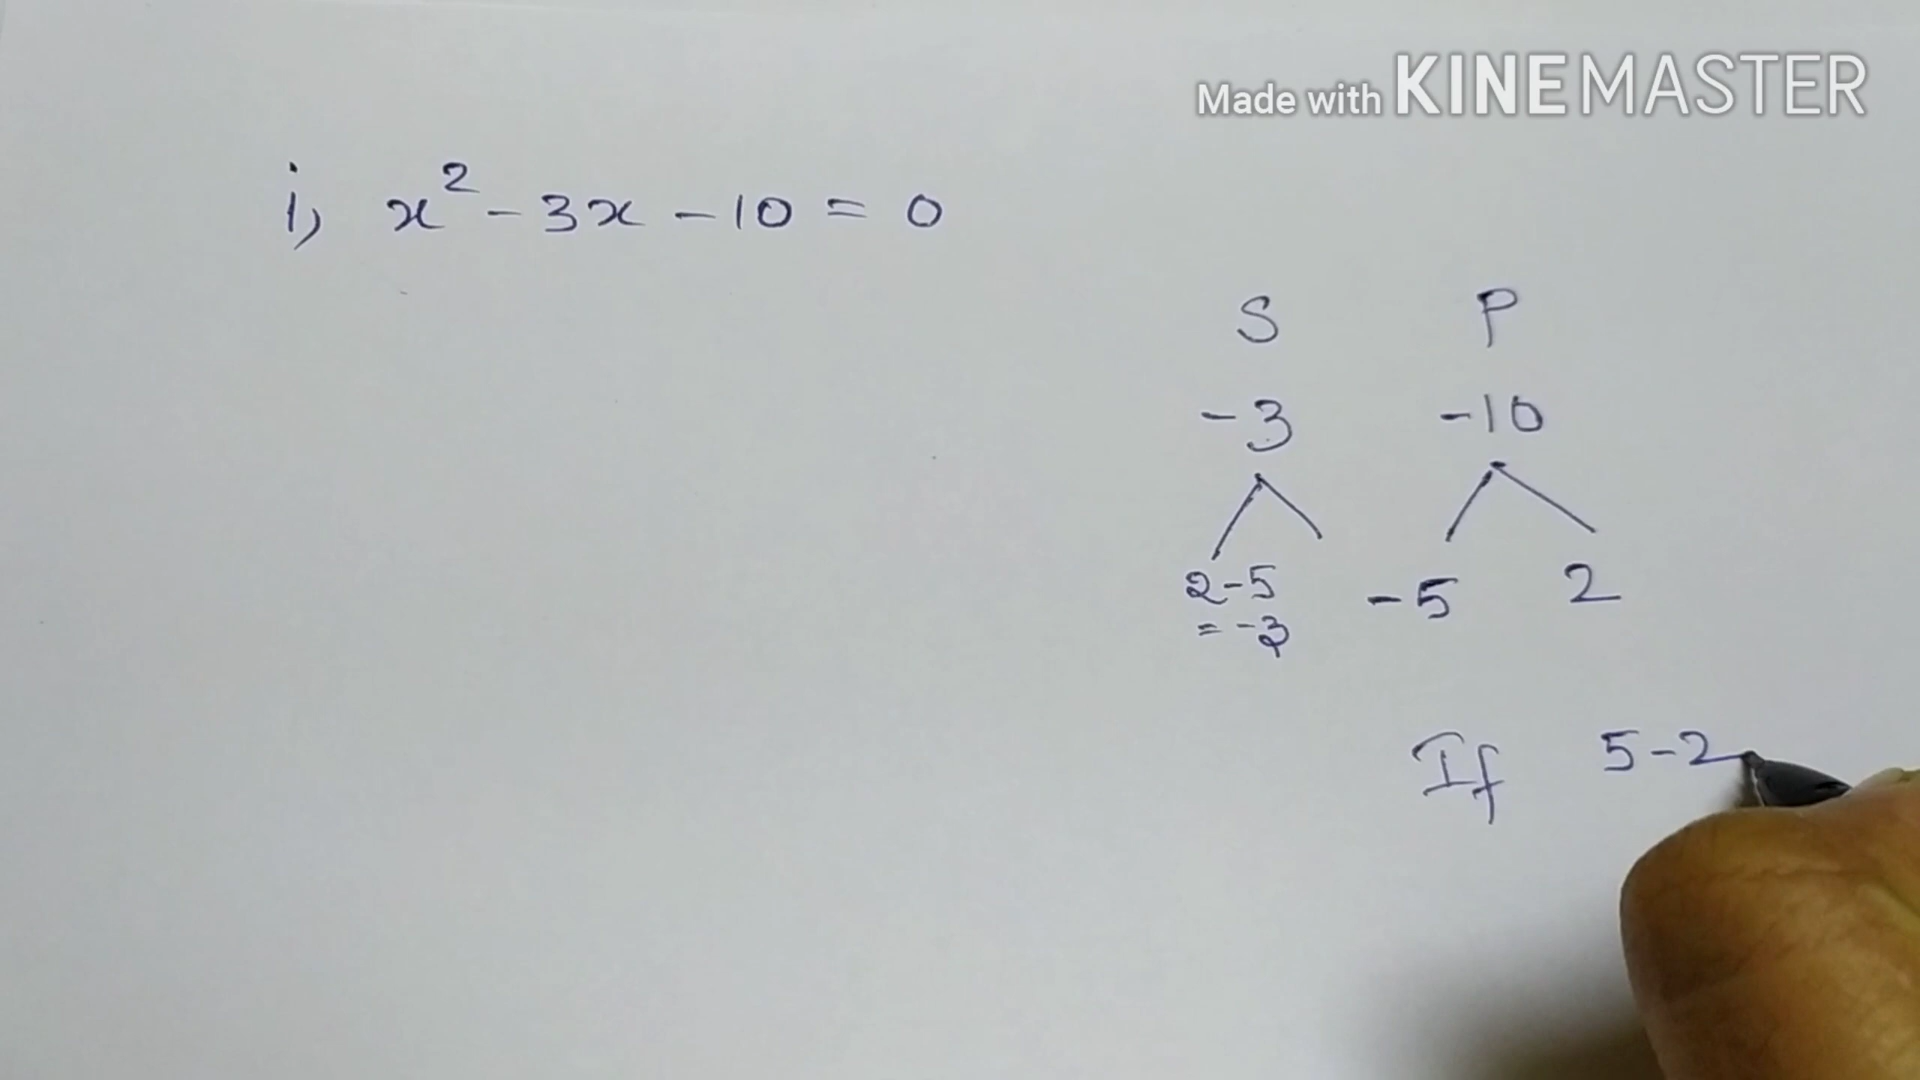 Made with KINEMASTER
i) x² - 3x - 10 = 0
S P
-3 -10
2-5 -5 2
= -3
If 5-2